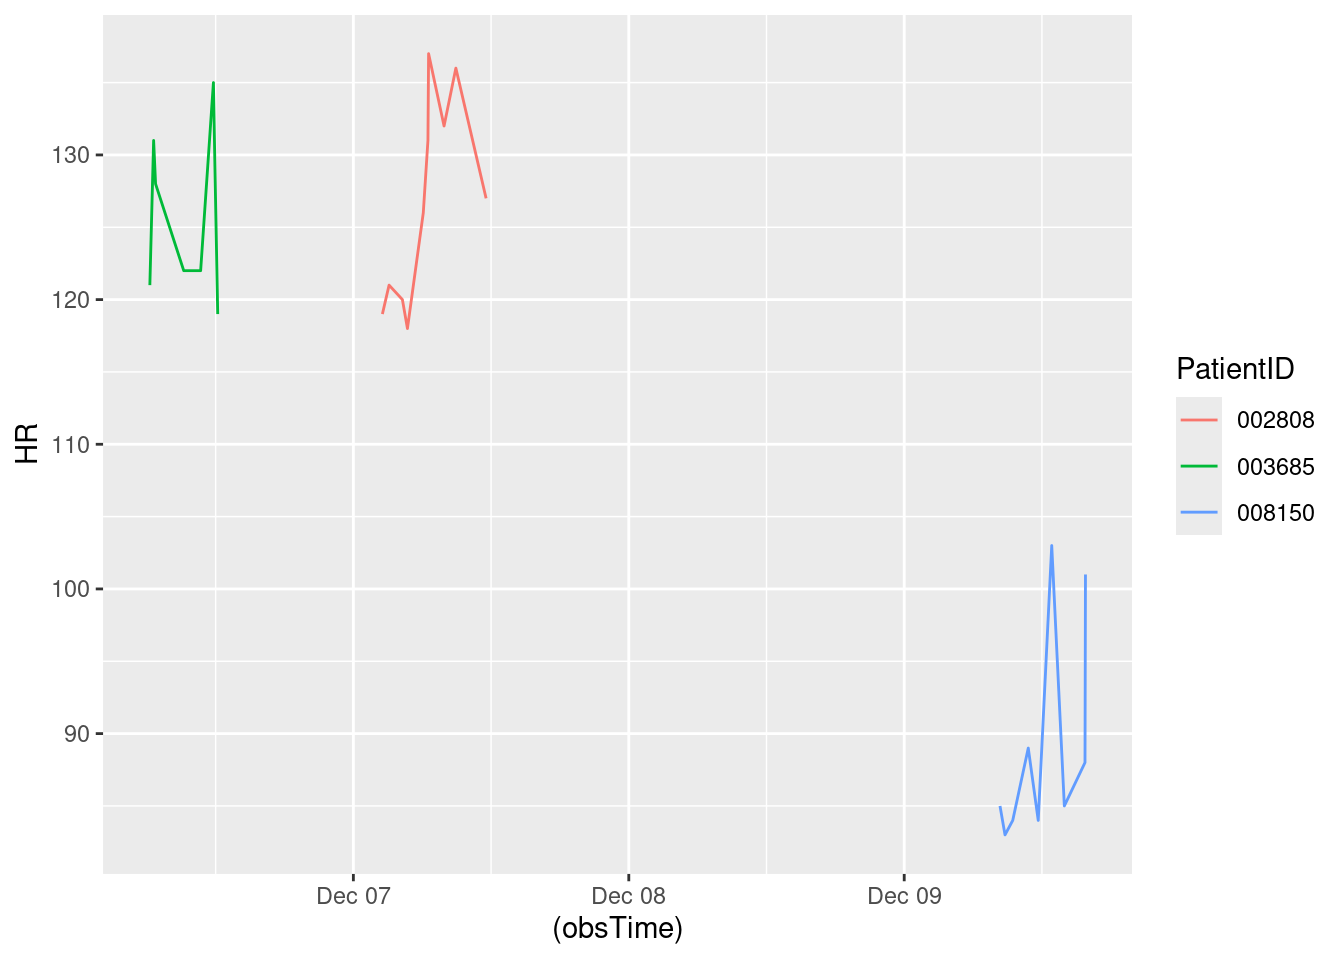 HR
130
120
110
100
90
Dec 07
Dec 08
Dec 09
(obsTime)
PatientID
002808
003685
008150